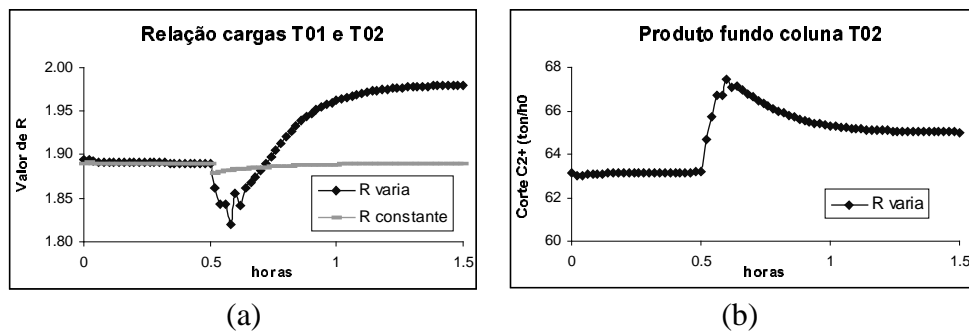 Relação cargas T01 e T02
Valor de R
2.00
1.95
1.90
1.85
1.80
0
0.5
1
1.5
horas
R varia
R constante
(a)
Produto fundo coluna T02
Corte C2+ (ton/h0
68
66
64
62
60
0
0.5
1
1.5
horas
R varia
(b)